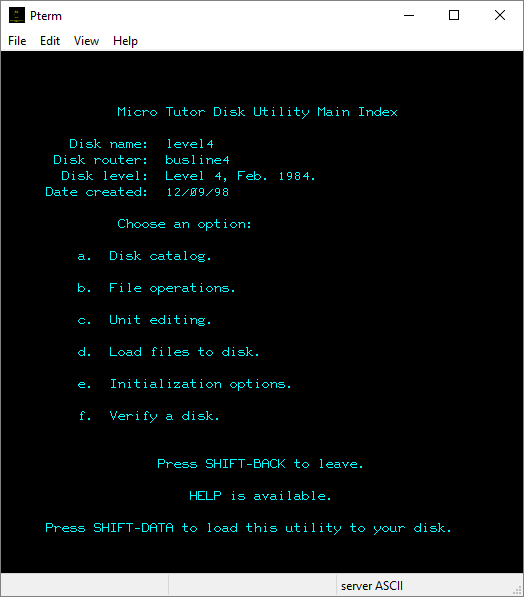 Pterm
File Edit View Help
Micro Tutor Disk Utility Main Index
Disk name: level4
Disk router: busline4
Disk level: Level 4, Feb. 1984.
Date created: 12/09/98
Choose an option:
a. Disk catalog.
b. File operations.
c. Unit editing.
d. Load files to disk.
e. Initialization options.
f. Verify a disk.
Press SHIFT-BACK to leave.
HELP is available.
Press SHIFT-DATA to load this utility to your disk.
server ASCII